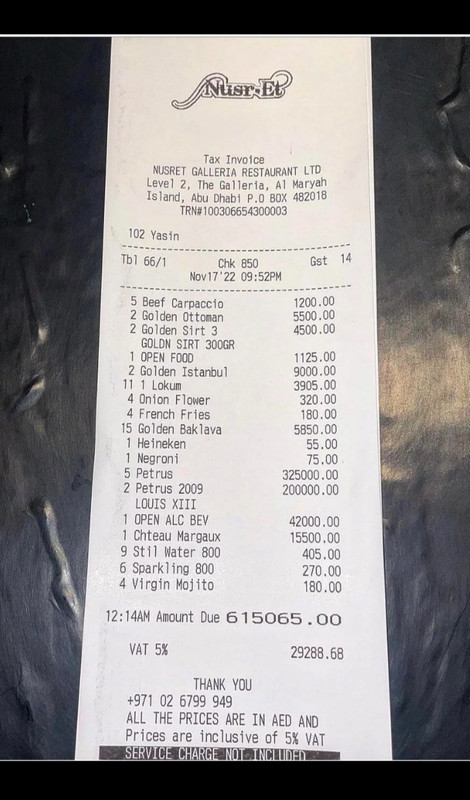 Nusr-Et
Tax Invoice
NUSRET GALLERIA RESTAURANT LTD
Level 2, The Galleria, Al Maryah
Island, Abu Dhabi P.O BOX 482018
TRN#100306654300003
102 Yasin
Tbl 66/1 Chk 850 Gst 14
Nov17'22 09:52PM
5 Beef Carpaccio 1200.00
2 Golden Ottoman 5500.00
2 Golden Sirt 3 4500.00
GOLDN SIRT 300GR
1 OPEN FOOD 1125.00
2 Golden Istanbul 9000.00
11 1 Lokum 3905.00
4 Onion Flower 320.00
4 French Fries 180.00
15 Golden Baklava 5850.00
1 Heineken 55.00
1 Negroni 75.00
5 Petrus 325000.00
2 Petrus 2009 200000.00
LOUIS XIII
1 OPEN ALC BEV 42000.00
1 Chteau Margaux 15500.00
9 Stil Water 800 405.00
6 Sparkling 800 270.00
4 Virgin Mojito 180.00
12:14AM Amount Due 615065.00
VAT 5% 29288.68
THANK YOU
+971 02 6799 949
ALL THE PRICES ARE IN AED AND
Prices are inclusive of 5% VAT
SERVICE CHARGE NOT INCLUDED